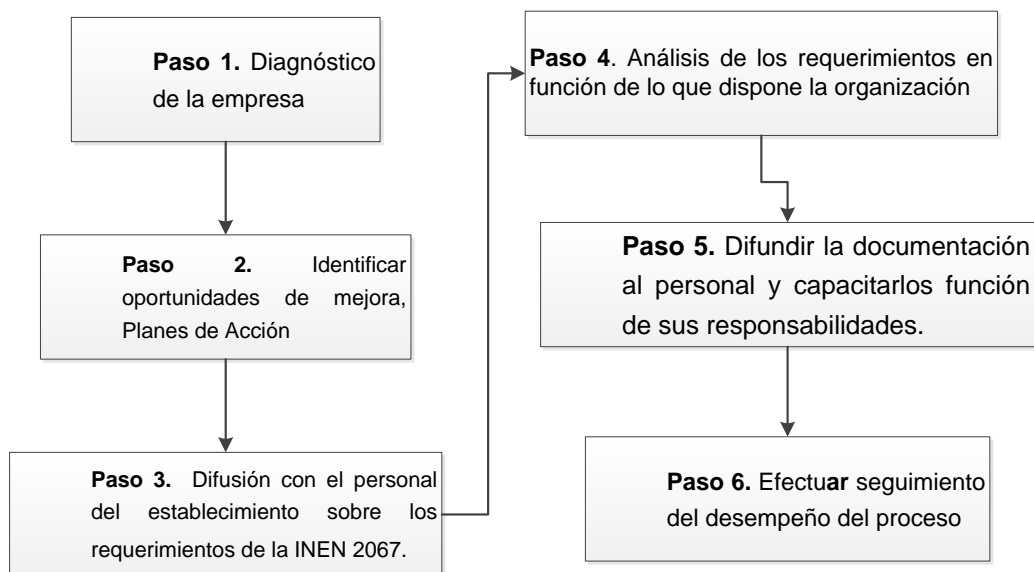 Paso 1. Diagnóstico
de la empresa
Paso 2. Identificar
oportunidades de mejora,
Planes de Acción
Paso 3. Difusión con el personal
del establecimiento sobre los
requerimientos de la INEN 2067.
Paso 4. Análisis de los requerimientos en
función de lo que dispone la organización
Paso 5. Difundir la documentación
al personal y capacitarlos función
de sus responsabilidades.
Paso 6. Efectuar seguimiento
del desempeño del proceso